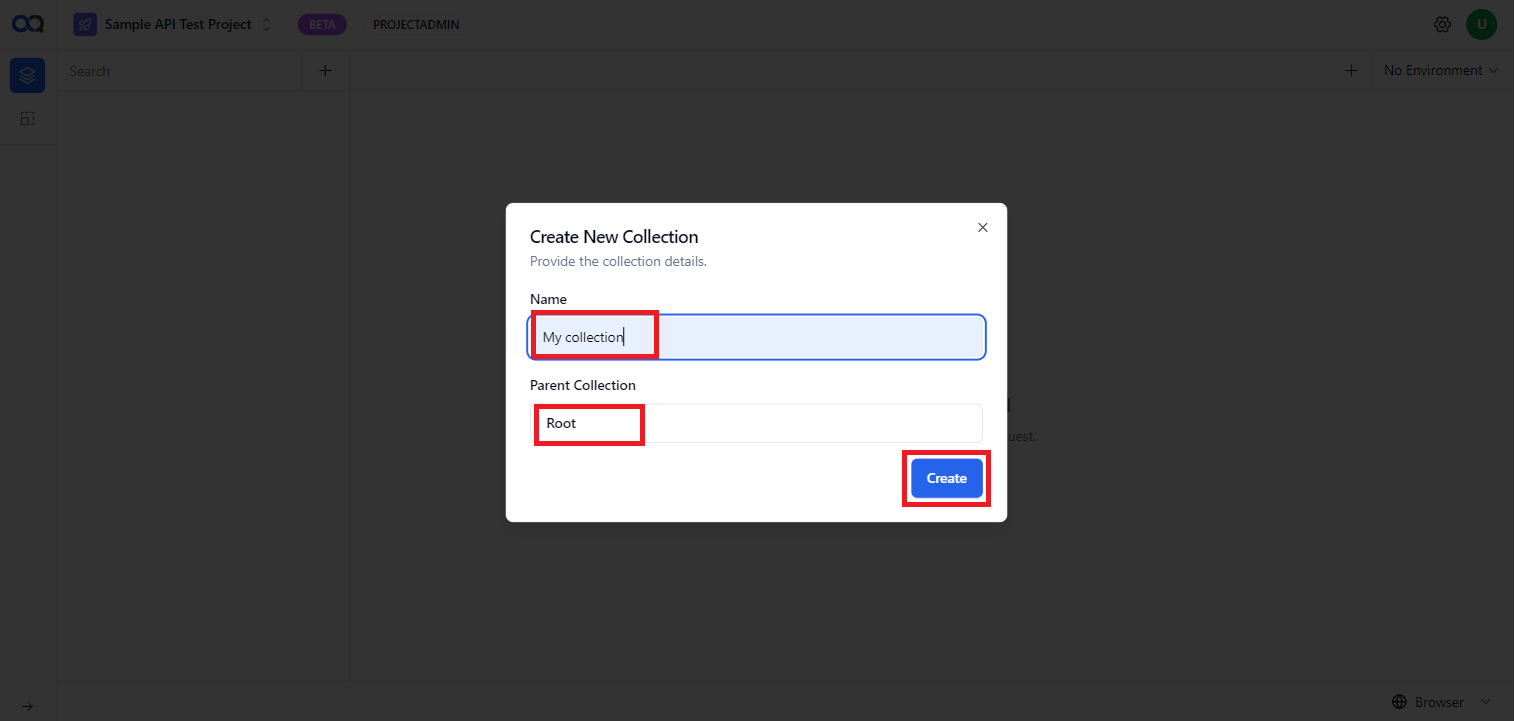 Sample API Test Project BETA PROJECTADMIN U
Search No Environment
Create New Collection
Provide the collection details.
Name
My collection
Parent Collection
Root
uest.
Create
Browser